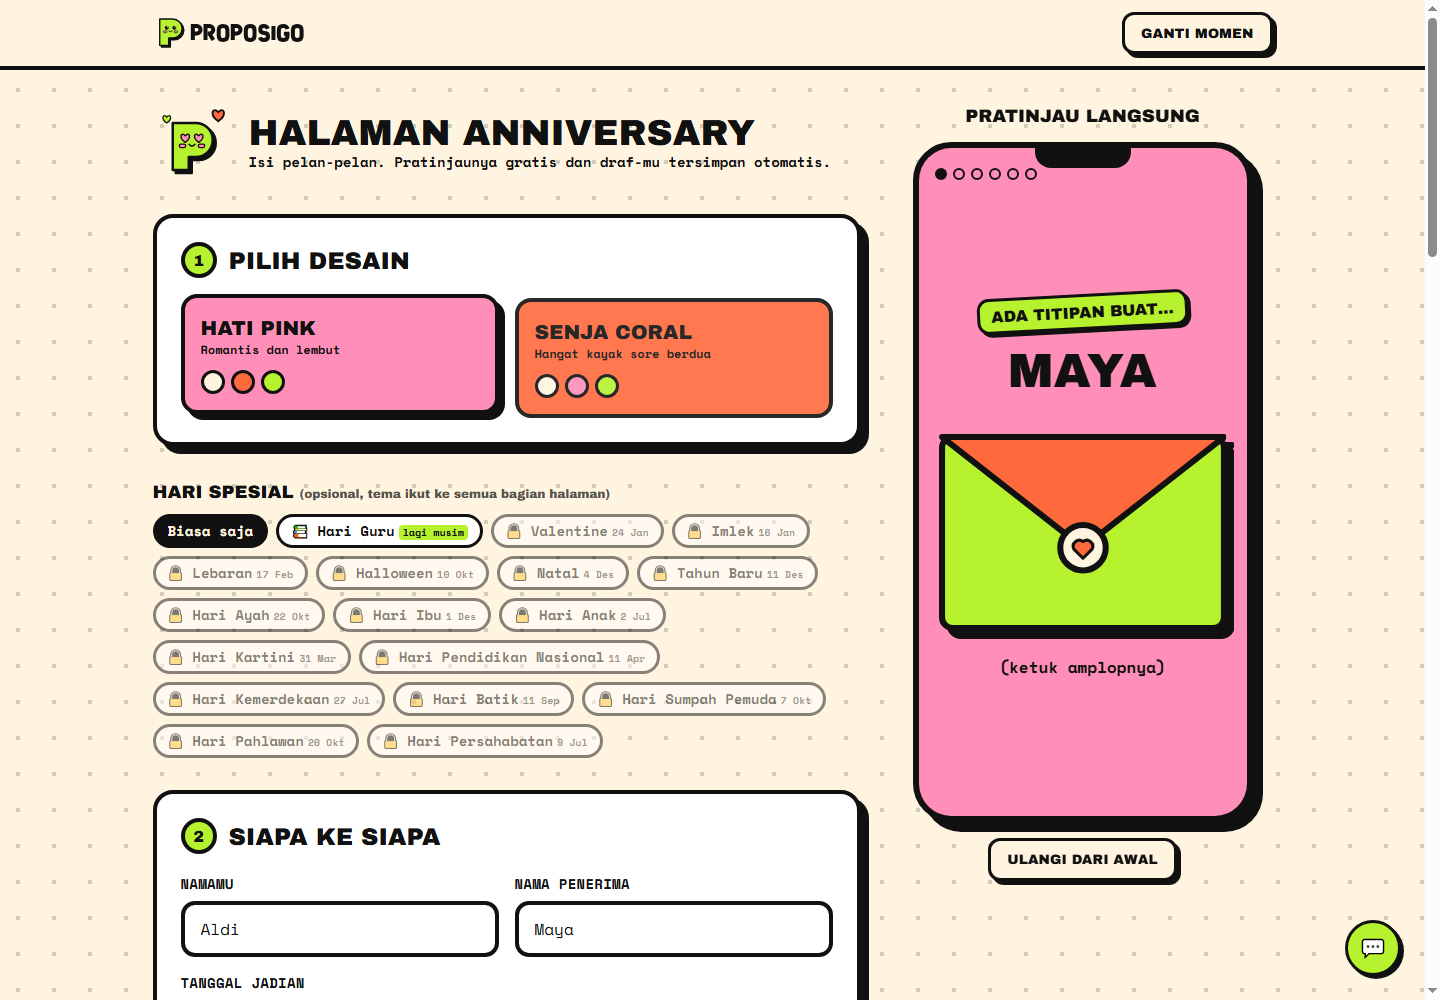 PROPOSIGO
GANTI MOMEN
HALAMAN ANNIVERSARY
Isi pelan-pelan. Pratinjaunya gratis dan draf-mu tersimpan otomatis.
1 PILIH DESAIN
HATI PINK
Romantis dan lembut
SENJA CORAL
Hangat kayak sore berdua
HARI SPESIAL (opsional, tema ikut ke semua bagian halaman)
Biasa saja Hari Guru lagi musim Valentine 24 Jan Imlek 16 Jan
Lebaran 17 Feb Halloween 10 Okt Natal 4 Des Tahun Baru 11 Des
Hari Ayah 22 Okt Hari Ibu 1 Des Hari Anak 2 Jul
Hari Kartini 31 Mar Hari Pendidikan Nasional 11 Apr
Hari Kemerdekaan 27 Jul Hari Batik 11 Sep Hari Sumpah Pemuda 7 Okt
Hari Pahlawan 20 Okt Hari Persahabatan 9 Jul
2 SIAPA KE SIAPA
NAMAMU
Aldi
NAMA PENERIMA
Maya
TANGGAL JADIAN
PRATINJAU LANGSUNG
ADA TITIPAN BUAT...
MAYA
(ketuk amplopnya)
ULANGI DARI AWAL